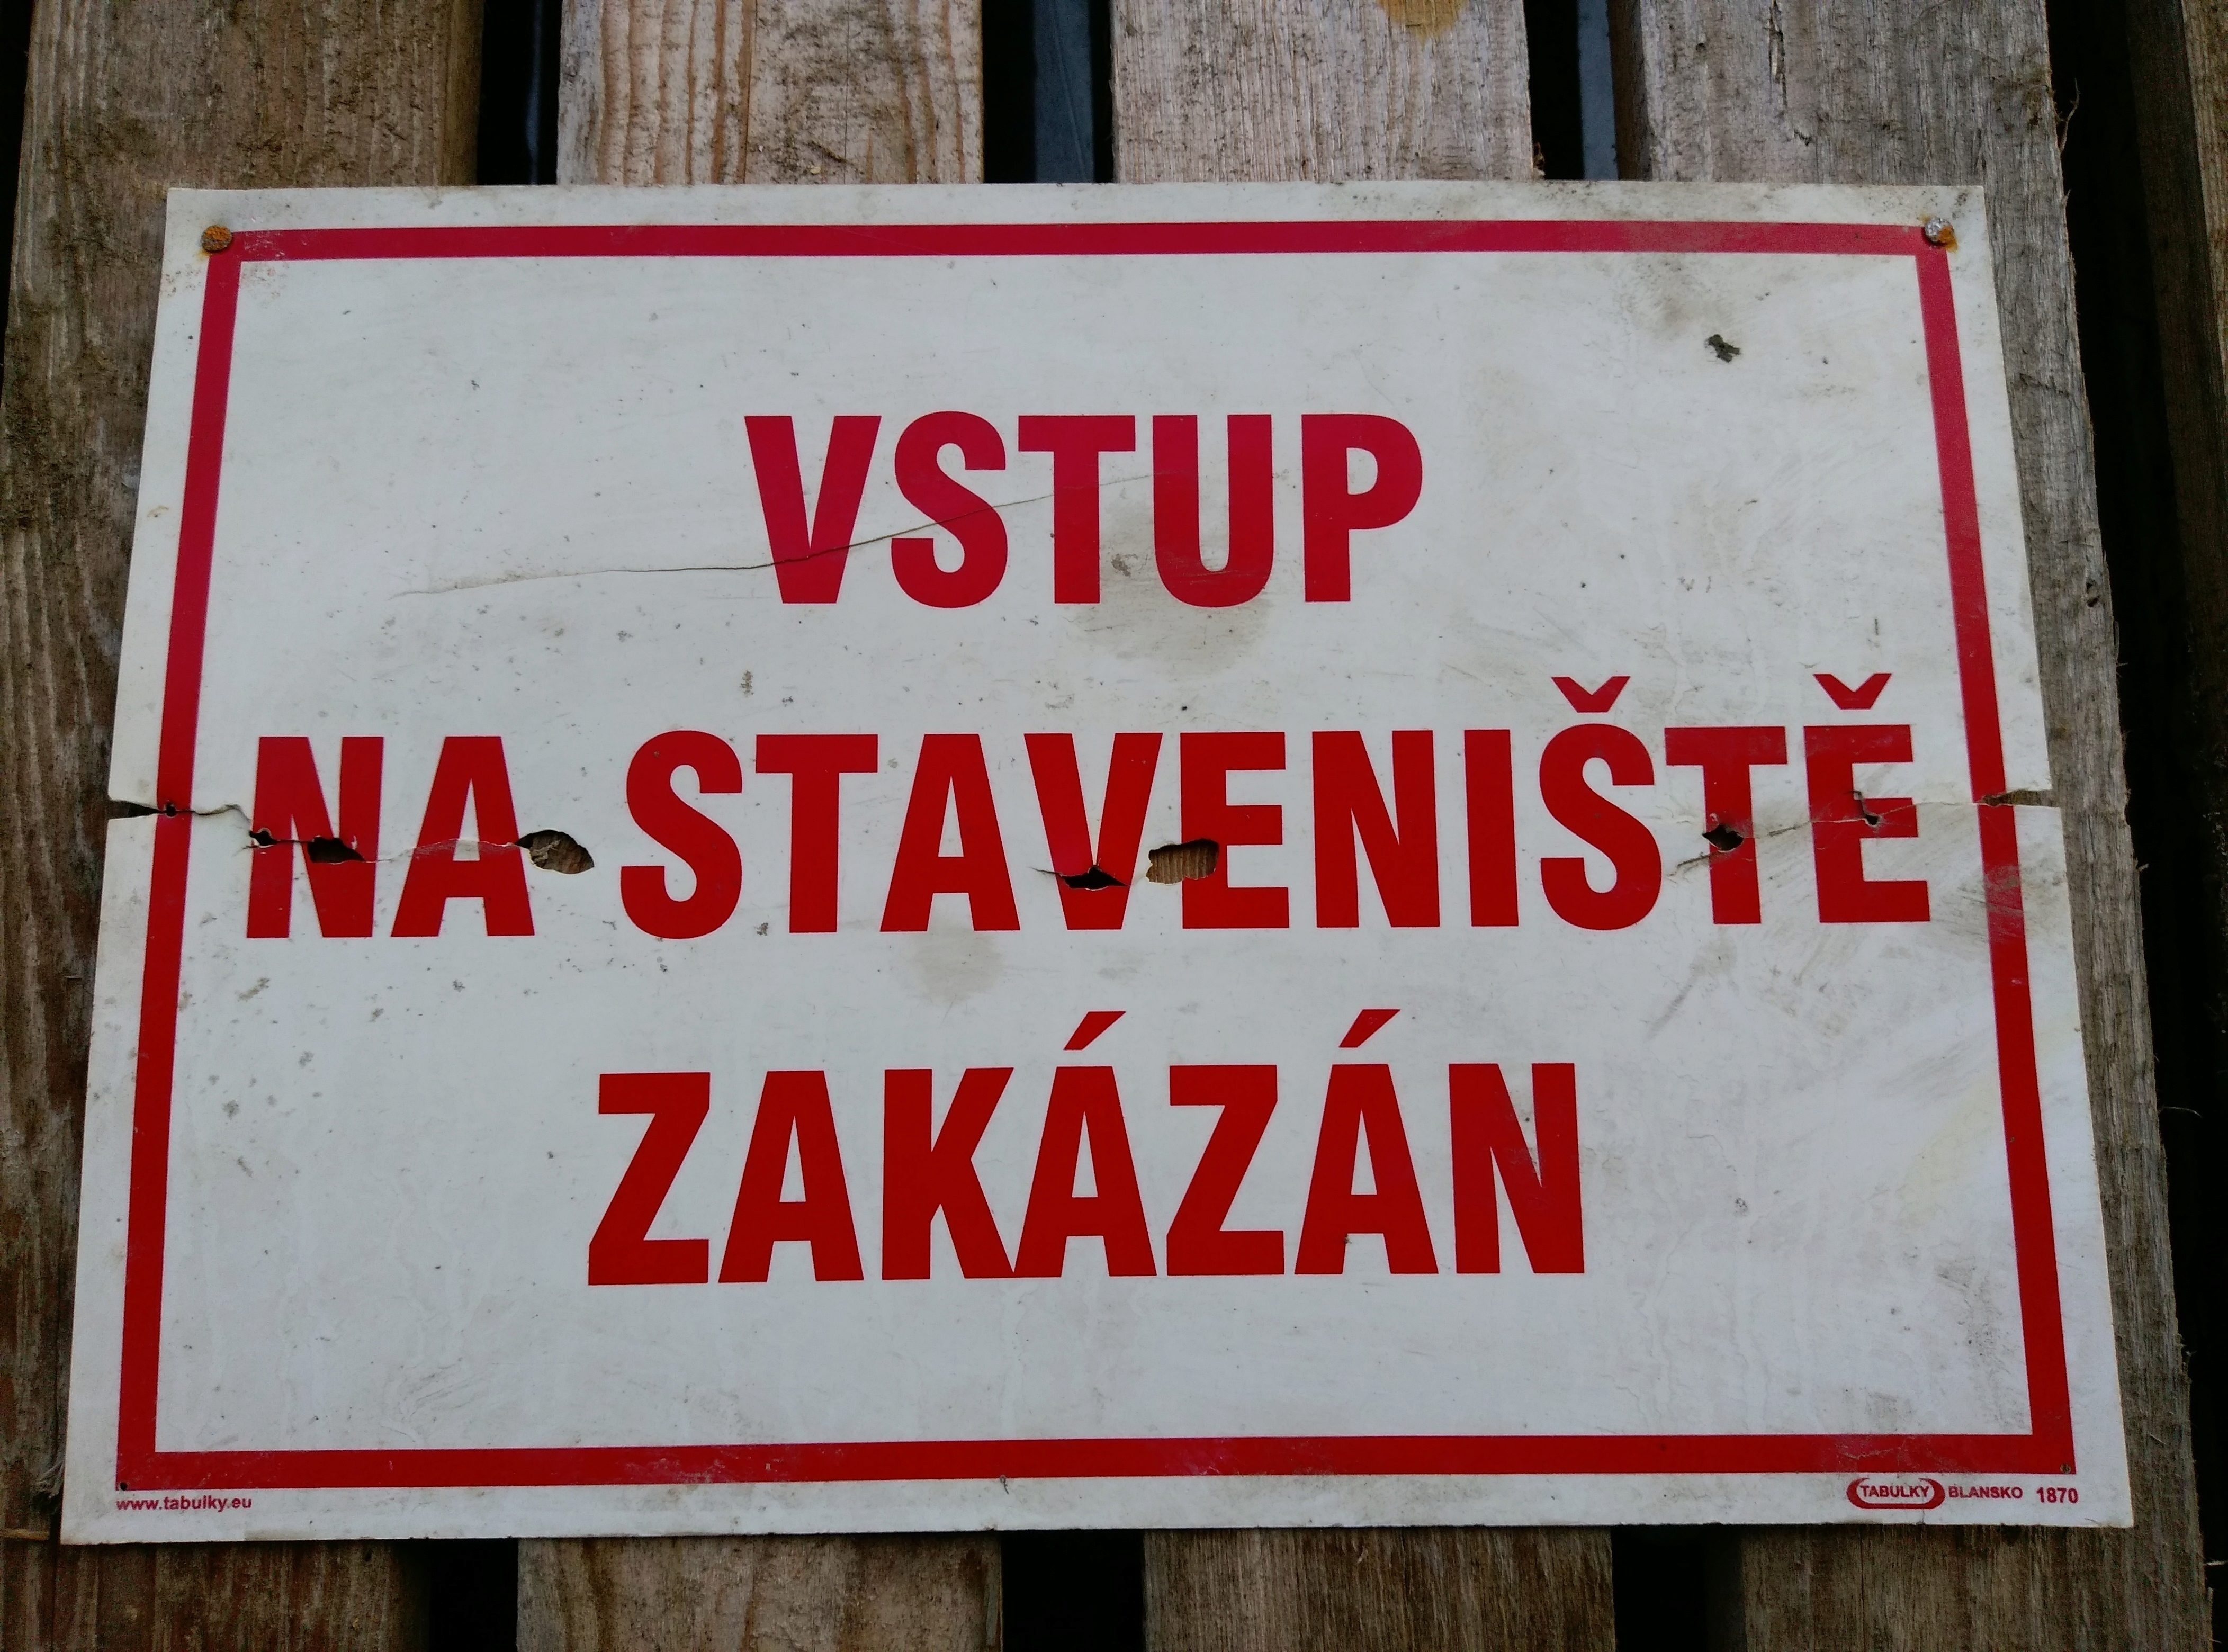 VSTUP
NA STAVENIŠTĚ
ZAKÁZÁN
www.tabulky.eu
TABULKY BLANSKO 1870